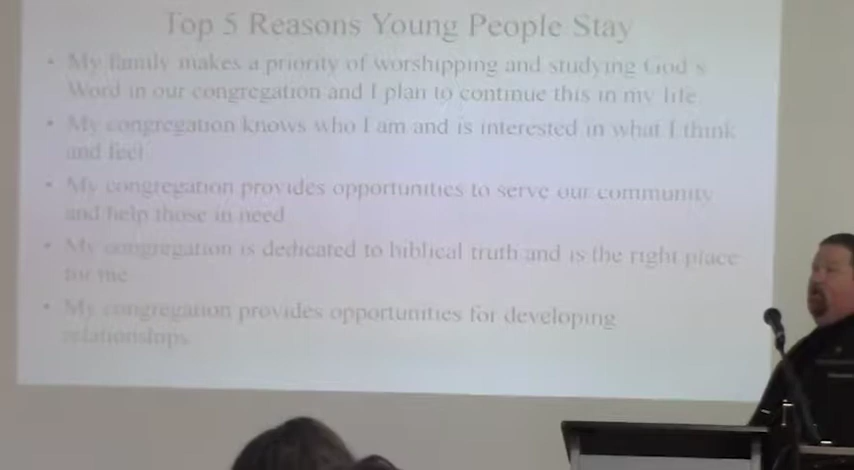 Top 5 Reasons Young People Stay
• My family makes a priority of worshipping and studying God's
Word in our congregation and I plan to continue this in my life
• My congregation knows who I am and is interested in what I think
and feel
• My congregation provides opportunities to serve our community
and help those in need
• My congregation is dedicated to biblical truth and is the right place
for me
• My congregation provides opportunities for developing
relationships